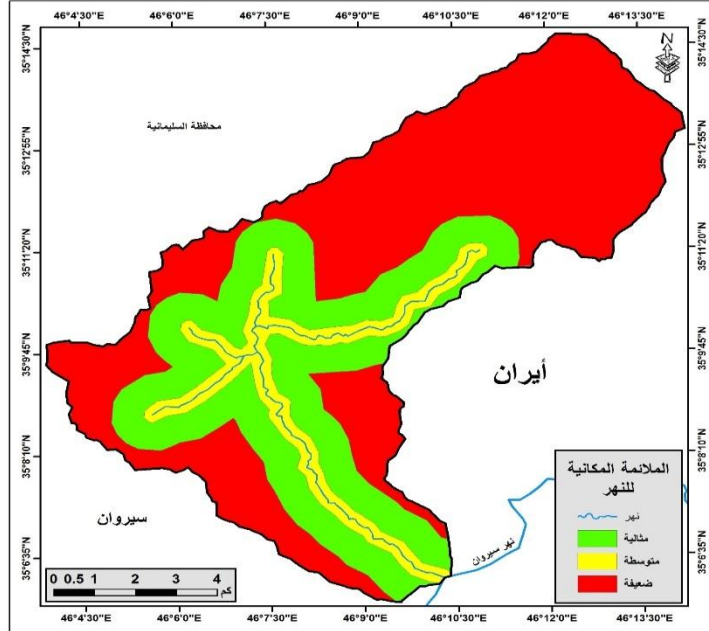 46°4'30"E 46°6'0"E 46°7'30"E 46°9'0"E 46°10'30"E 46°12'0"E 46°13'30"E
35°14'30"N
35°14'30"N
N
محافظة السليمانية
35°12'55"N
35°12'55"N
35°11'20"N
35°11'20"N
35°9'45"N
35°9'45"N
أيران
35°8'10"N
35°8'10"N
الملائمة المكانية
للنهر
نهر
مثالية
متوسطة
ضعيفة
سيروان
نهر سيروان
35°6'35"N
35°6'35"N
0 0.5 1 2 3 4
كم
46°4'30"E 46°6'0"E 46°7'30"E 46°9'0"E 46°10'30"E 46°12'0"E 46°13'30"E